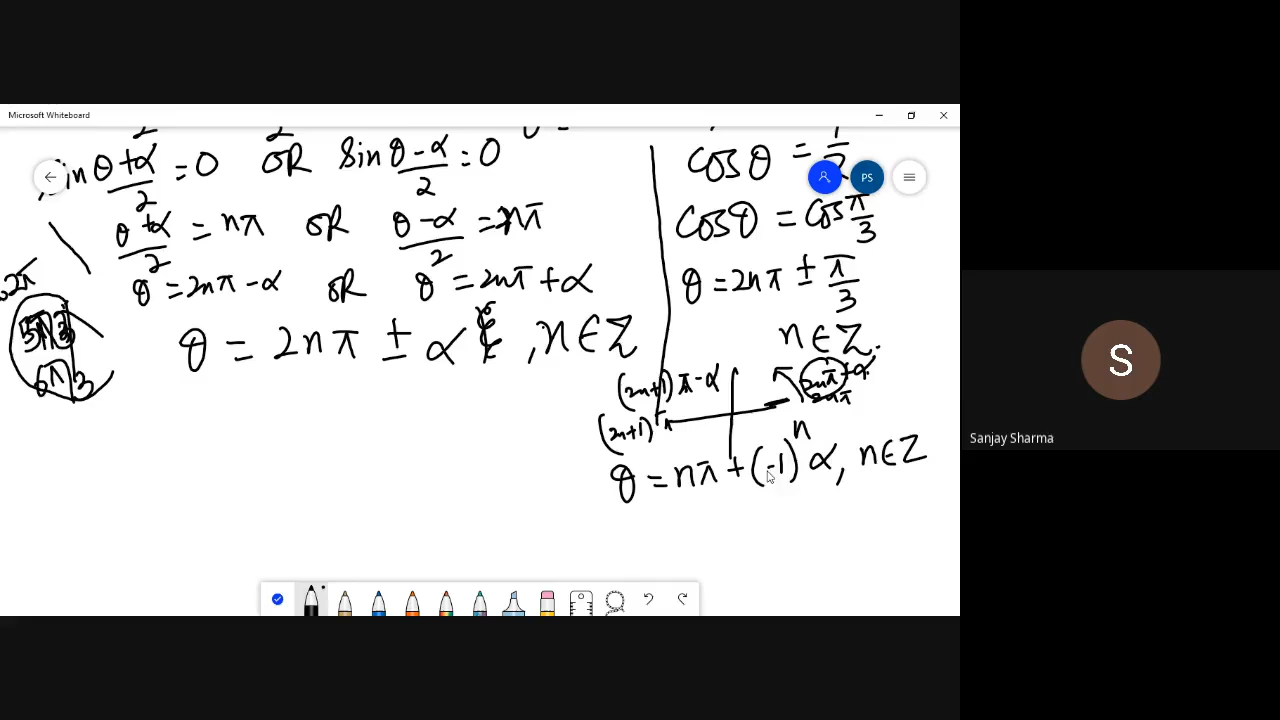 Microsoft Whiteboard
sin θ+α/2 = 0 OR sin θ-α/2 = 0
θ+α/2 = nπ OR θ-α/2 = nπ
θ = 2nπ - α OR θ = 2nπ + α
θ = 2nπ ± α , n ∈ Z
2π
5π 3
6π 3
cos θ = 1/2
cos θ = cos π/3
θ = 2nπ ± π/3
n ∈ Z.
(2n+1)π-α
2nπ+α
2nπ
(2n+1)π
θ = nπ + (-1)^n α, n ∈ Z
PS
S
Sanjay Sharma